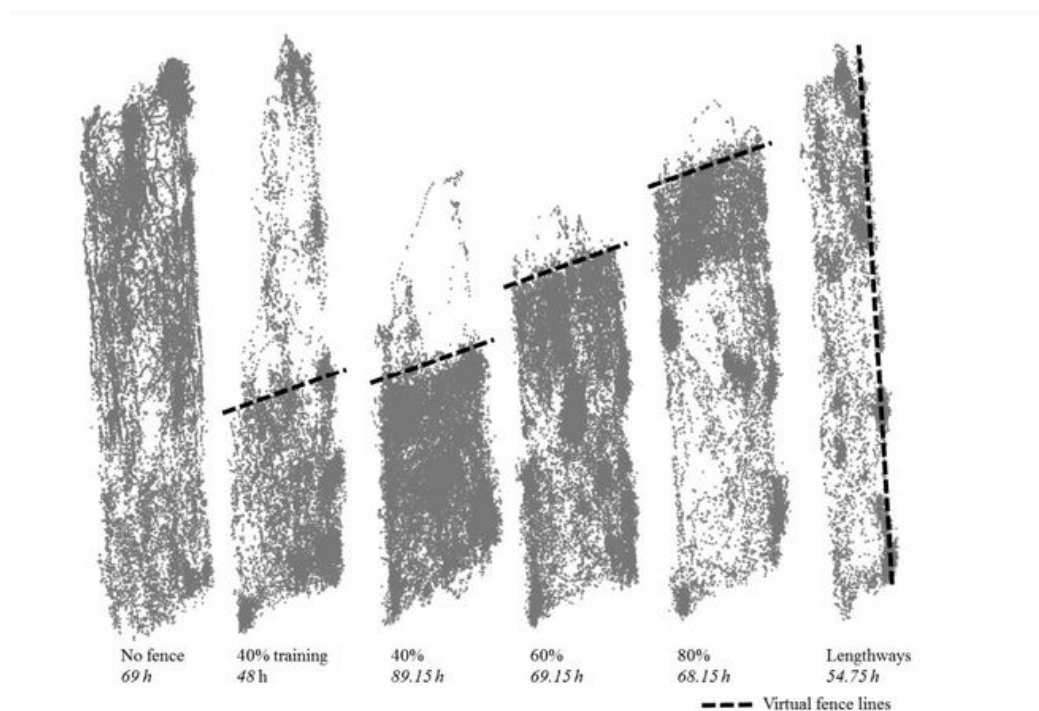 No fence 40% training 40% 60% 80% Lengthways
69 h 48 h 89.15 h 69.15 h 68.15 h 54.75 h
Virtual fence lines